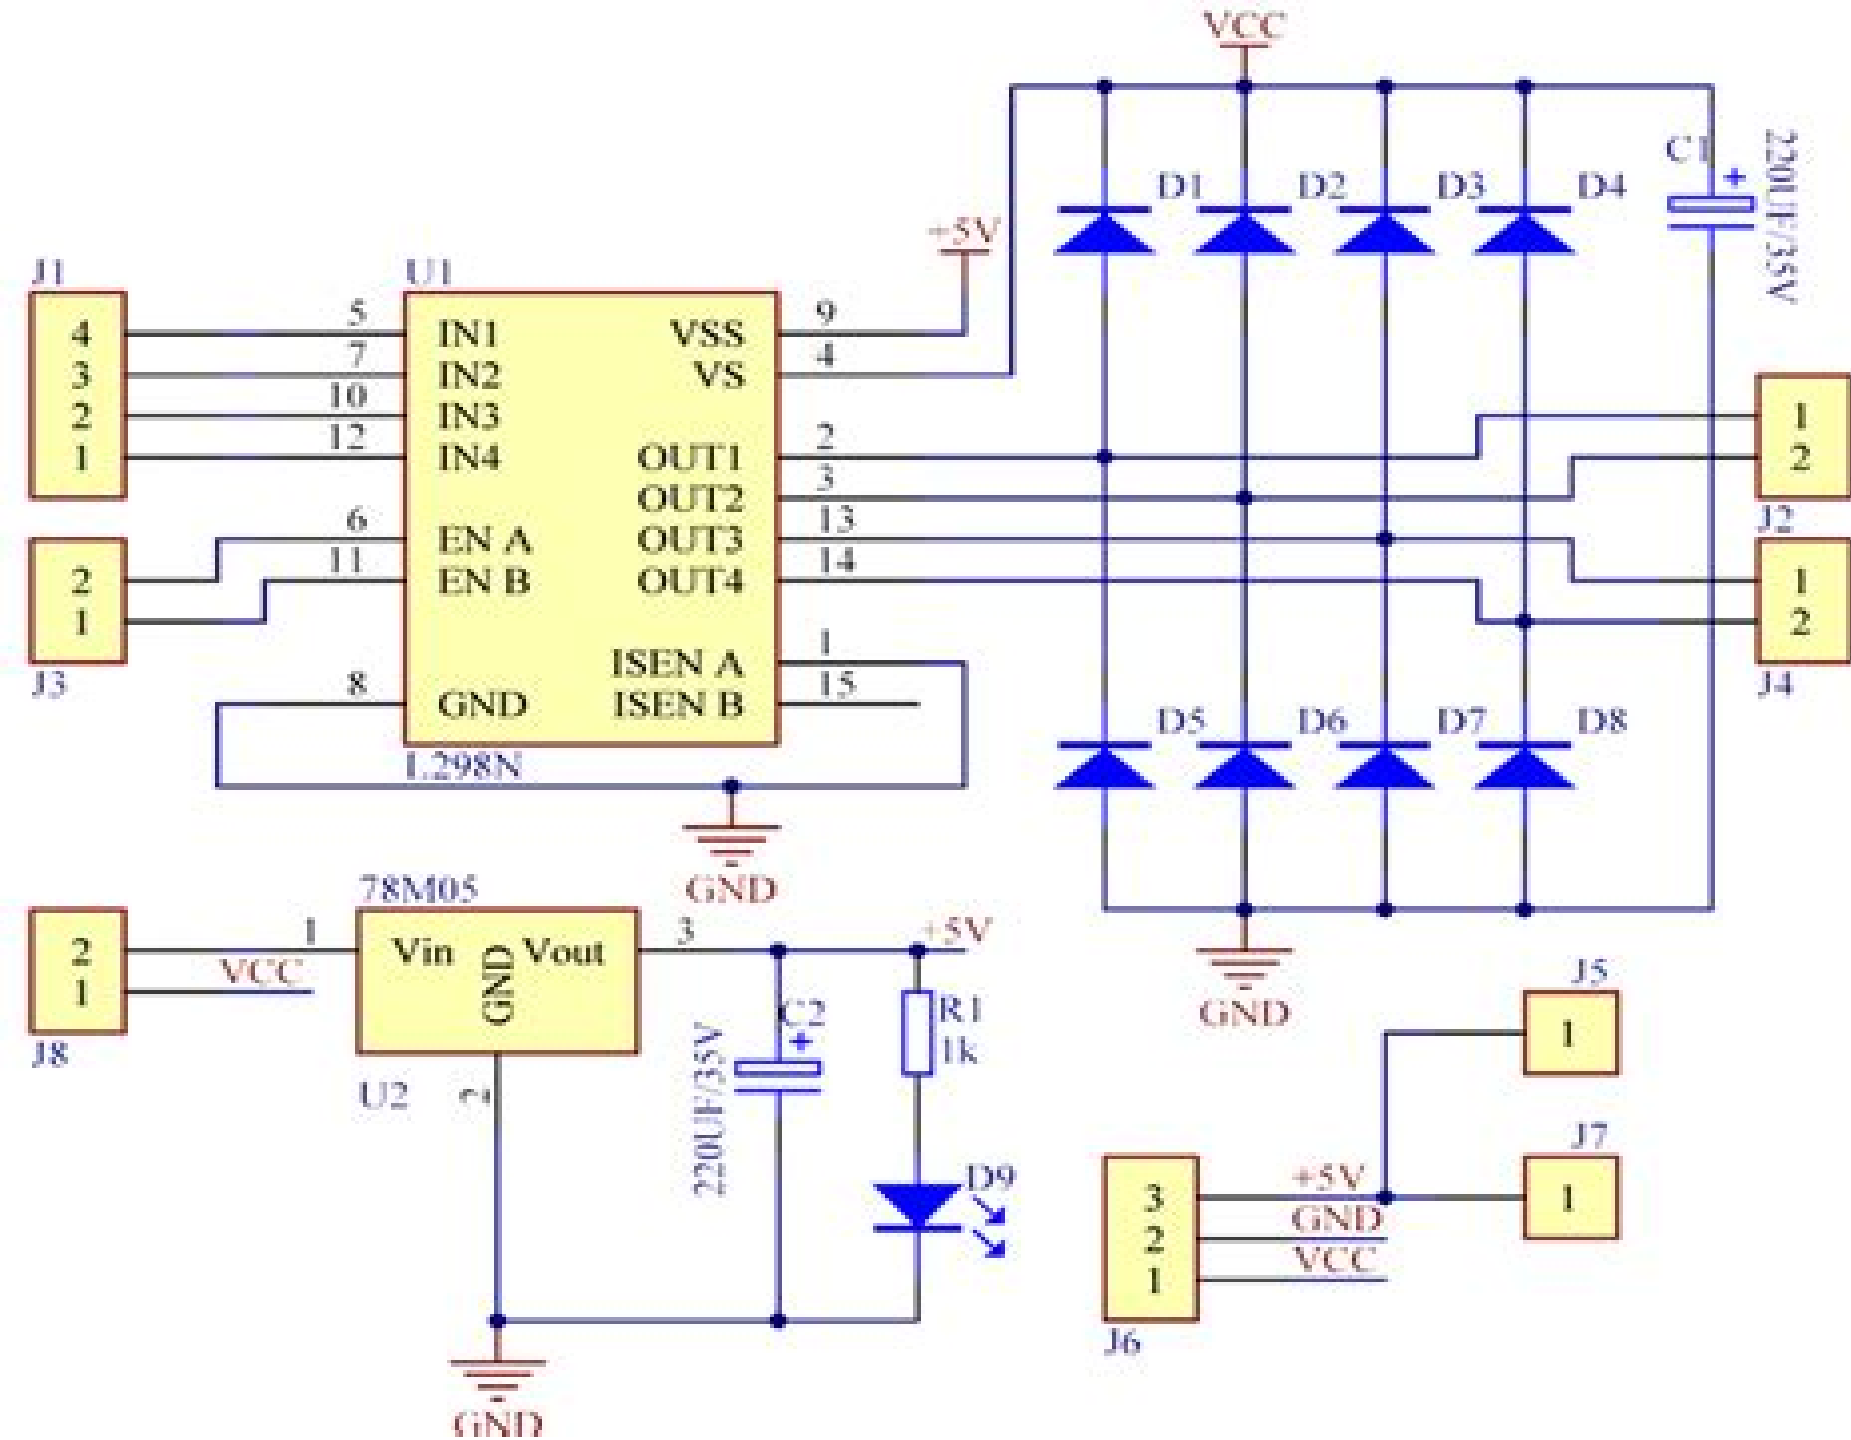 VCC
C1
+
220UF/35V
D1 D2 D3 D4
+5V
J1
U1
4 5 IN1 VSS 9
3 7 IN2 VS 4
2 10 IN3
1 12 IN4 OUT1 2
OUT2 3
6 EN A OUT3 13
11 EN B OUT4 14
2
1
J3
ISEN A 1
8 GND ISEN B 15
L298N
GND
1
2
J2
1
2
J4
D5 D6 D7 D8
GND
78M05
2 1 Vin Vout 3 +5V
1 VCC
J8
GND
U2
2
C2
+
220UF/35V
R1
1k
D9
GND
J5
1
J7
1
3 +5V
2 GND
1 VCC
J6